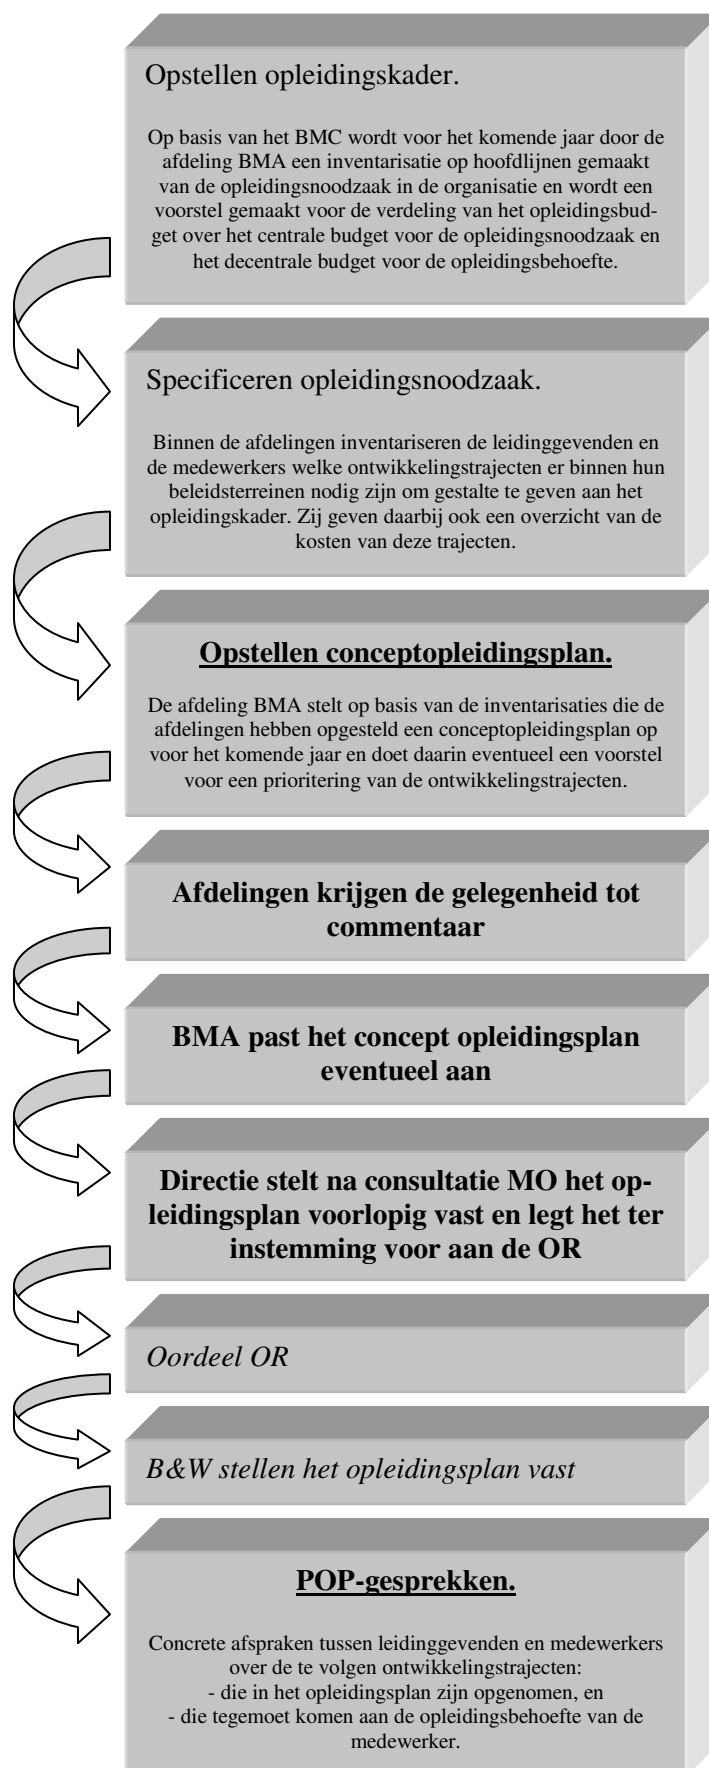 Opstellen opleidingskader.
Op basis van het BMC wordt voor het komende jaar door de
afdeling BMA een inventarisatie op hoofdlijnen gemaakt
van de opleidingsnoodzaak in de organisatie en wordt een
voorstel gemaakt voor de verdeling van het opleidingsbud-
get over het centrale budget voor de opleidingsnoodzaak en
het decentrale budget voor de opleidingsbehoefte.
Specificeren opleidingsnoodzaak.
Binnen de afdelingen inventariseren de leidinggevenden en
de medewerkers welke ontwikkelingstrajecten er binnen hun
beleidsterreinen nodig zijn om gestalte te geven aan het
opleidingskader. Zij geven daarbij ook een overzicht van de
kosten van deze trajecten.
Opstellen conceptopleidingsplan.
De afdeling BMA stelt op basis van de inventarisaties die de
afdelingen hebben opgesteld een conceptopleidingsplan op
voor het komende jaar en doet daarin eventueel een voorstel
voor een prioritering van de ontwikkelingstrajecten.
Afdelingen krijgen de gelegenheid tot
commentaar
BMA past het concept opleidingsplan
eventueel aan
Directie stelt na consultatie MO het op-
leidingsplan voorlopig vast en legt het ter
instemming voor aan de OR
Oordeel OR
B&W stellen het opleidingsplan vast
POP-gesprekken.
Concrete afspraken tussen leidinggevenden en medewerkers
over de te volgen ontwikkelingstrajecten:
- die in het opleidingsplan zijn opgenomen, en
- die tegemoet komen aan de opleidingsbehoefte van de
medewerker.